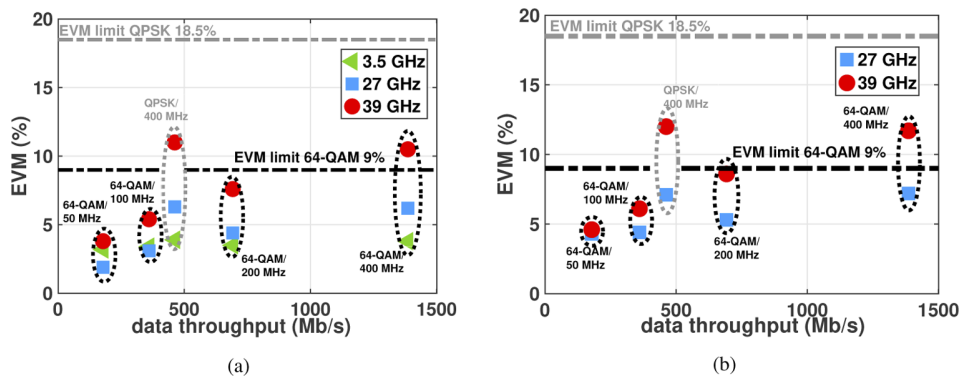 20
EVM limit QPSK 18.5%
3.5 GHz
27 GHz
39 GHz
15
QPSK/
400 MHz
EVM (%)
10
EVM limit 64-QAM 9%
64-QAM/
100 MHz
64-QAM/
50 MHz
5
64-QAM/
200 MHz
64-QAM/
400 MHz
0
0
500
1000
1500
data throughput (Mb/s)
(a)
20
EVM limit QPSK 18.5%
27 GHz
39 GHz
15
QPSK/
400 MHz
64-QAM/
400 MHz
EVM (%)
10
EVM limit 64-QAM 9%
64-QAM/
100 MHz
5
64-QAM/
50 MHz
64-QAM/
200 MHz
0
0
500
1000
1500
data throughput (Mb/s)
(b)